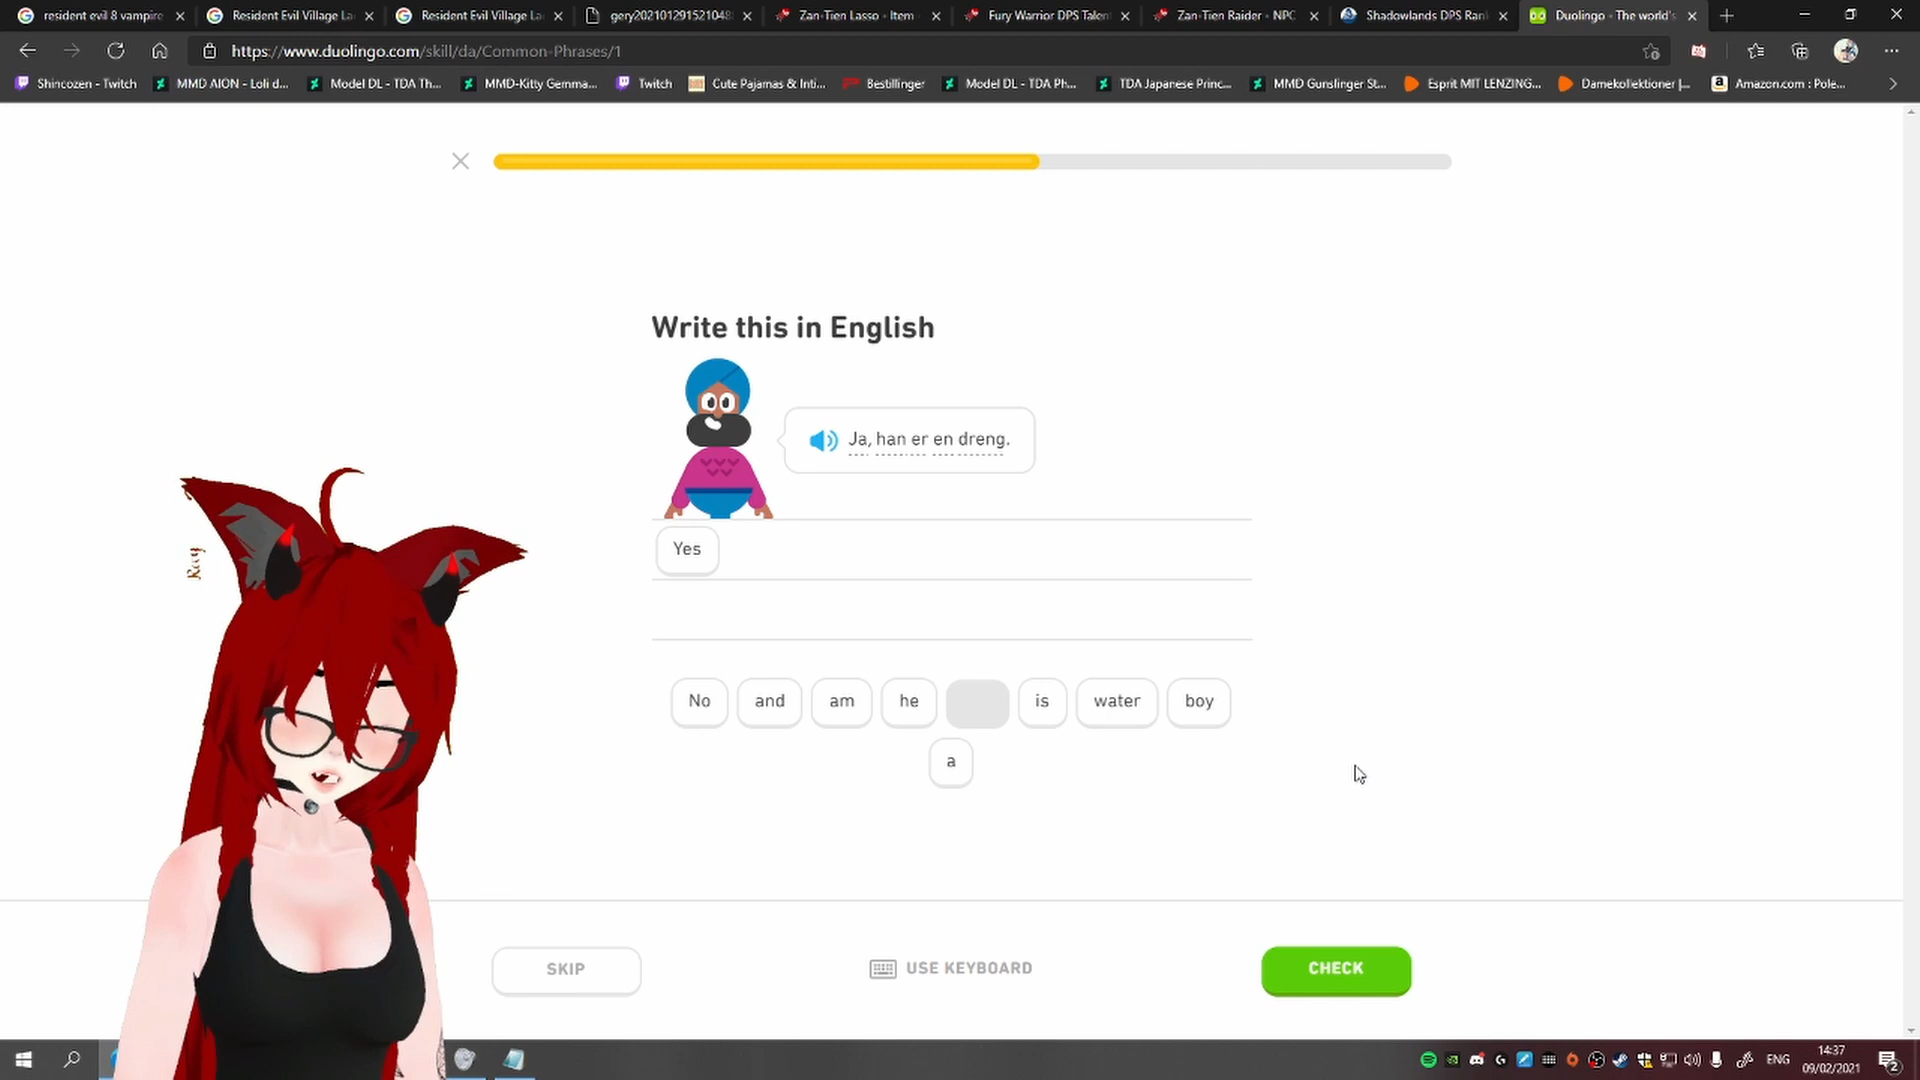 resident evil 8 vampire
Resident Evil Village La
Resident Evil Village La
gery20210129152104
Zan-Tien Lasso - Item
Fury Warrior DPS Talen
Zan-Tien Raider - NPC
Shadowlands DPS Ran
Duolingo - The world's
https://www.duolingo.com/skill/da/Common-Phrases/1
Shincozen - Twitch
MMD AION - Loli d...
Model DL - TDA Th...
MMD-Kitty Gemma...
Twitch
Cute Pajamas & Inti...
Bestillinger
Model DL - TDA Ph...
TDA Japanese Princ...
MMD Gunslinger St...
Esprit MIT LENZING...
Damekollektioner |...
Amazon.com : Pole...
Write this in English
Ja, han er en dreng.
Yes
No and am he is water boy
a
Ray
SKIP
USE KEYBOARD
CHECK
ENG
14:37
09/02/2021
2